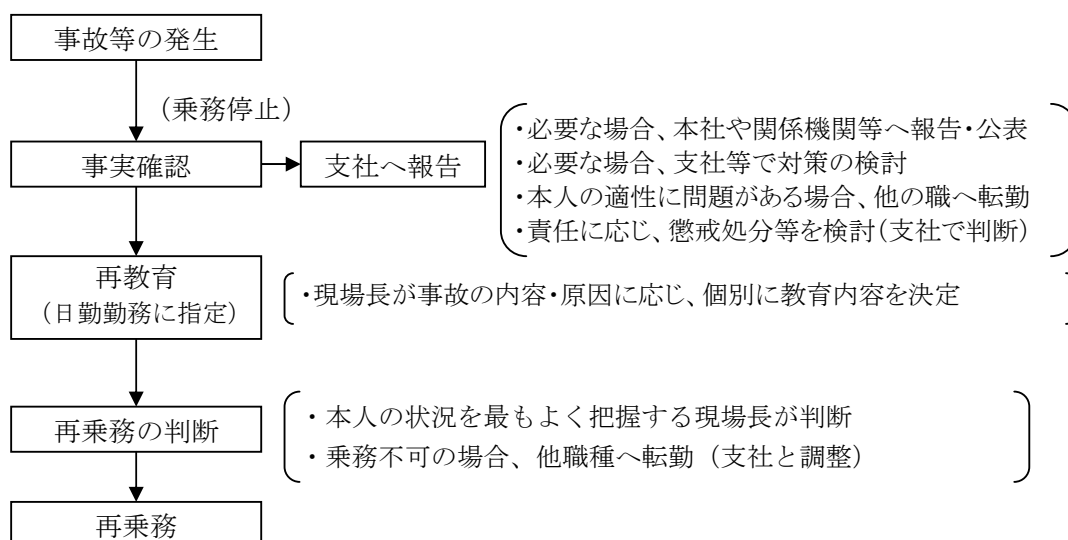 事故等の発生
（乗務停止）
事実確認
支社へ報告
・必要な場合、本社や関係機関等へ報告・公表
・必要な場合、支社等で対策の検討
・本人の適性に問題がある場合、他の職へ転勤
・責任に応じ、懲戒処分等を検討（支社で判断）
再教育
（日勤勤務に指定）
・現場長が事故の内容・原因に応じ、個別に教育内容を決定
再乗務の判断
・本人の状況を最もよく把握する現場長が判断
・乗務不可の場合、他職種へ転勤（支社と調整）
再乗務